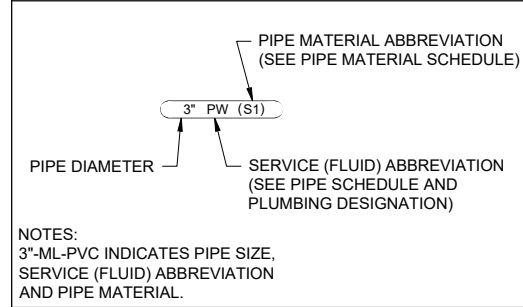 PIPE MATERIAL ABBREVIATION
(SEE PIPE MATERIAL SCHEDULE)
3" PW (S1)
PIPE DIAMETER
SERVICE (FLUID) ABBREVIATION
(SEE PIPE SCHEDULE AND
PLUMBING DESIGNATION)
NOTES:
3"-ML-PVC INDICATES PIPE SIZE,
SERVICE (FLUID) ABBREVIATION
AND PIPE MATERIAL.